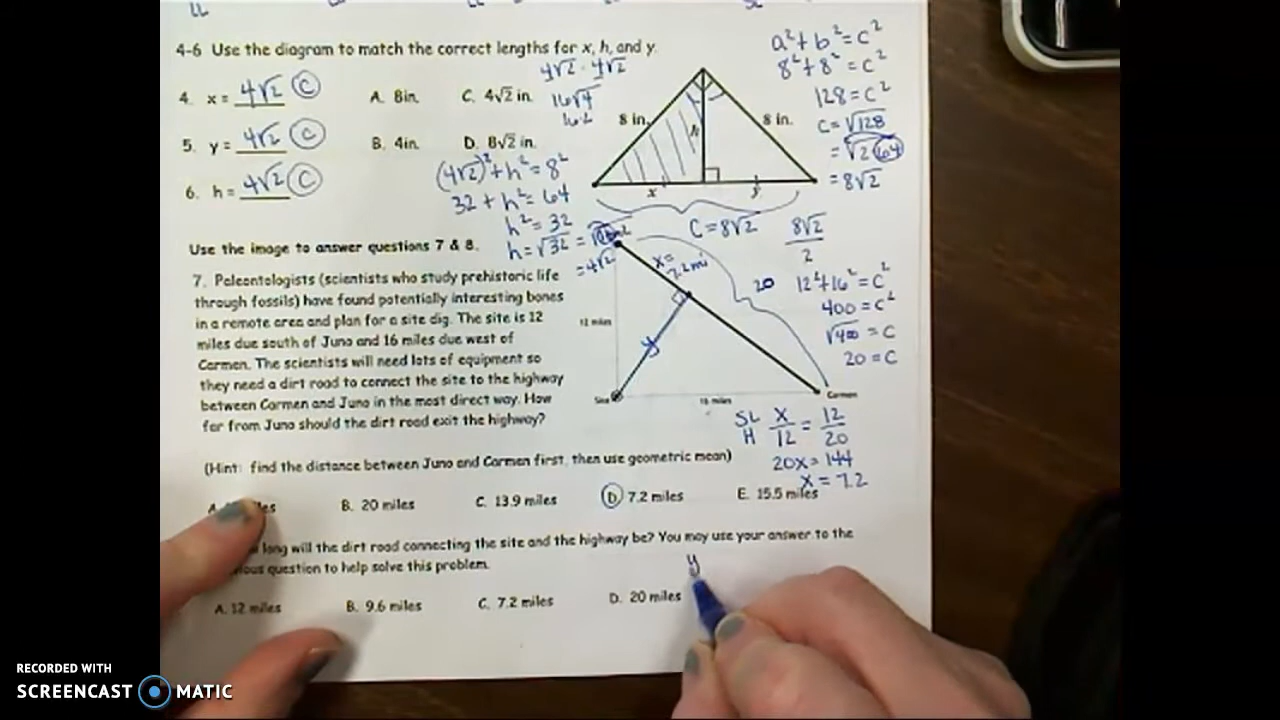 4-6 Use the diagram to match the correct lengths for x, h, and y.
4. x = 4√2 C
A. 8in.
C. 4√2 in.
5. y = 4√2 C
B. 4in.
D. 8√2 in.
6. h = 4√2 C
4√2 · 4√2
16√4
16·2
(4√2)² + h² = 8²
32 + h² = 64
h² = 32
h = √32 =
= 4√2
8 in.
8 in.
h
x
y
C = 8√2
8√2
2
a² + b² = c²
8² + 8² = c²
128 = c²
c = √128
= √2 64
= 8√2
Use the image to answer questions 7 & 8.
7. Paleontologists (scientists who study prehistoric life
through fossils) have found potentially interesting bones
in a remote area and plan for a site dig. The site is 12
miles due south of Juno and 16 miles due west of
Carmen. The scientists will need lots of equipment so
they need a dirt road to connect the site to the highway
between Carmen and Juno in the most direct way. How
far from Juno should the dirt road exit the highway?
x =
7.2 mi
20
12 miles
y
Site
16 miles
Carmen
12² + 16² = c²
400 = c²
√400 = c
20 = c
SL x = 12
H 12 20
20x = 144
x = 7.2
(Hint: find the distance between Juno and Carmen first, then use geometric mean)
B. 20 miles
C. 13.9 miles
D. 7.2 miles
E. 15.5 miles
long will the dirt road connecting the site and the highway be? You may use your answer to the
question to help solve this problem.
y
A. 12 miles
B. 9.6 miles
C. 7.2 miles
D. 20 miles
RECORDED WITH
SCREENCAST MATIC